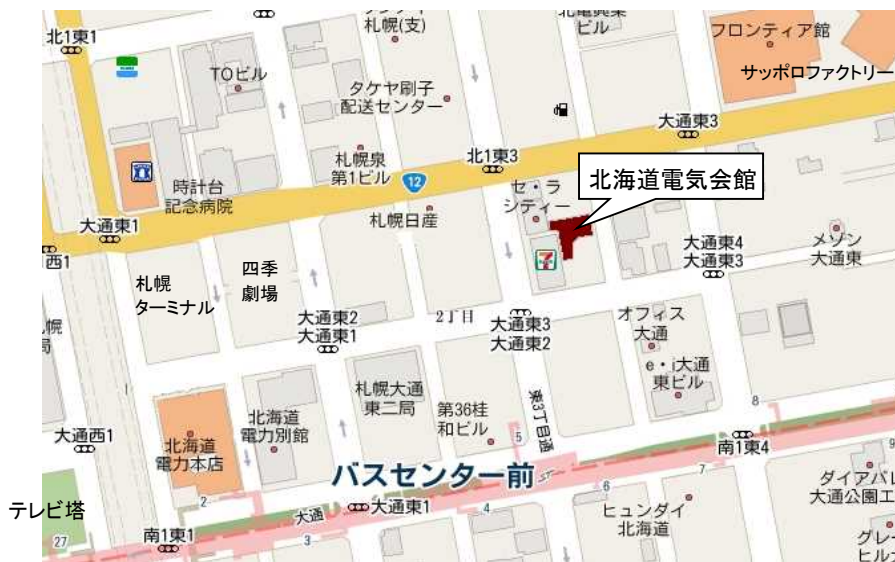 札幌(支)
ビル
フロンティア館
北1東1
TOビル
サッポロファクトリー
タケヤ刷子
配送センター
大通東3
北1東3
札幌泉
第1ビル
12
北海道電気会館
時計台
記念病院
セ・ラ
シティー
札幌日産
大通東1
西1
大通東4
大通東3
メゾン
大通東
札幌
ターミナル
四季
劇場
7
大通東2
大通東1
2丁目
大通東3
大通東2
オフィス
大通
e・i大通
東ビル
札幌大通
東二局
第36桂
和ビル
東3丁目通
8
大通西1
北海道
電力本店
北海道
電力別館
5
南1東4
9
バスセンター前
7
ダイアパレ
大通公園
テレビ塔
2
大通
大通東1
6
4
3
27
南1東1
ヒュンダイ
北海道
グレー
ヒル